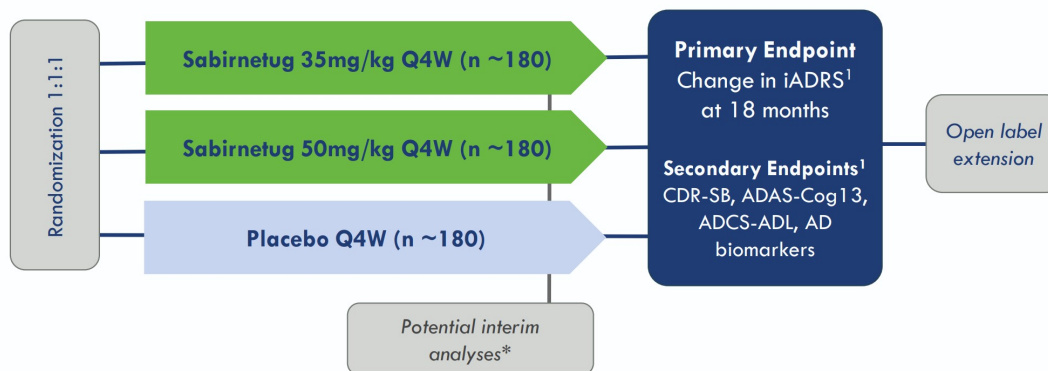 Randomization 1:1:1
Sabirnetug 35mg/kg Q4W (n ~180)
Sabirnetug 50mg/kg Q4W (n ~180)
Placebo Q4W (n ~180)
Potential interim
analyses*
Primary Endpoint
Change in iADRS¹
at 18 months
Secondary Endpoints¹
CDR-SB, ADAS-Cog13,
ADCS-ADL, AD
biomarkers
Open label
extension